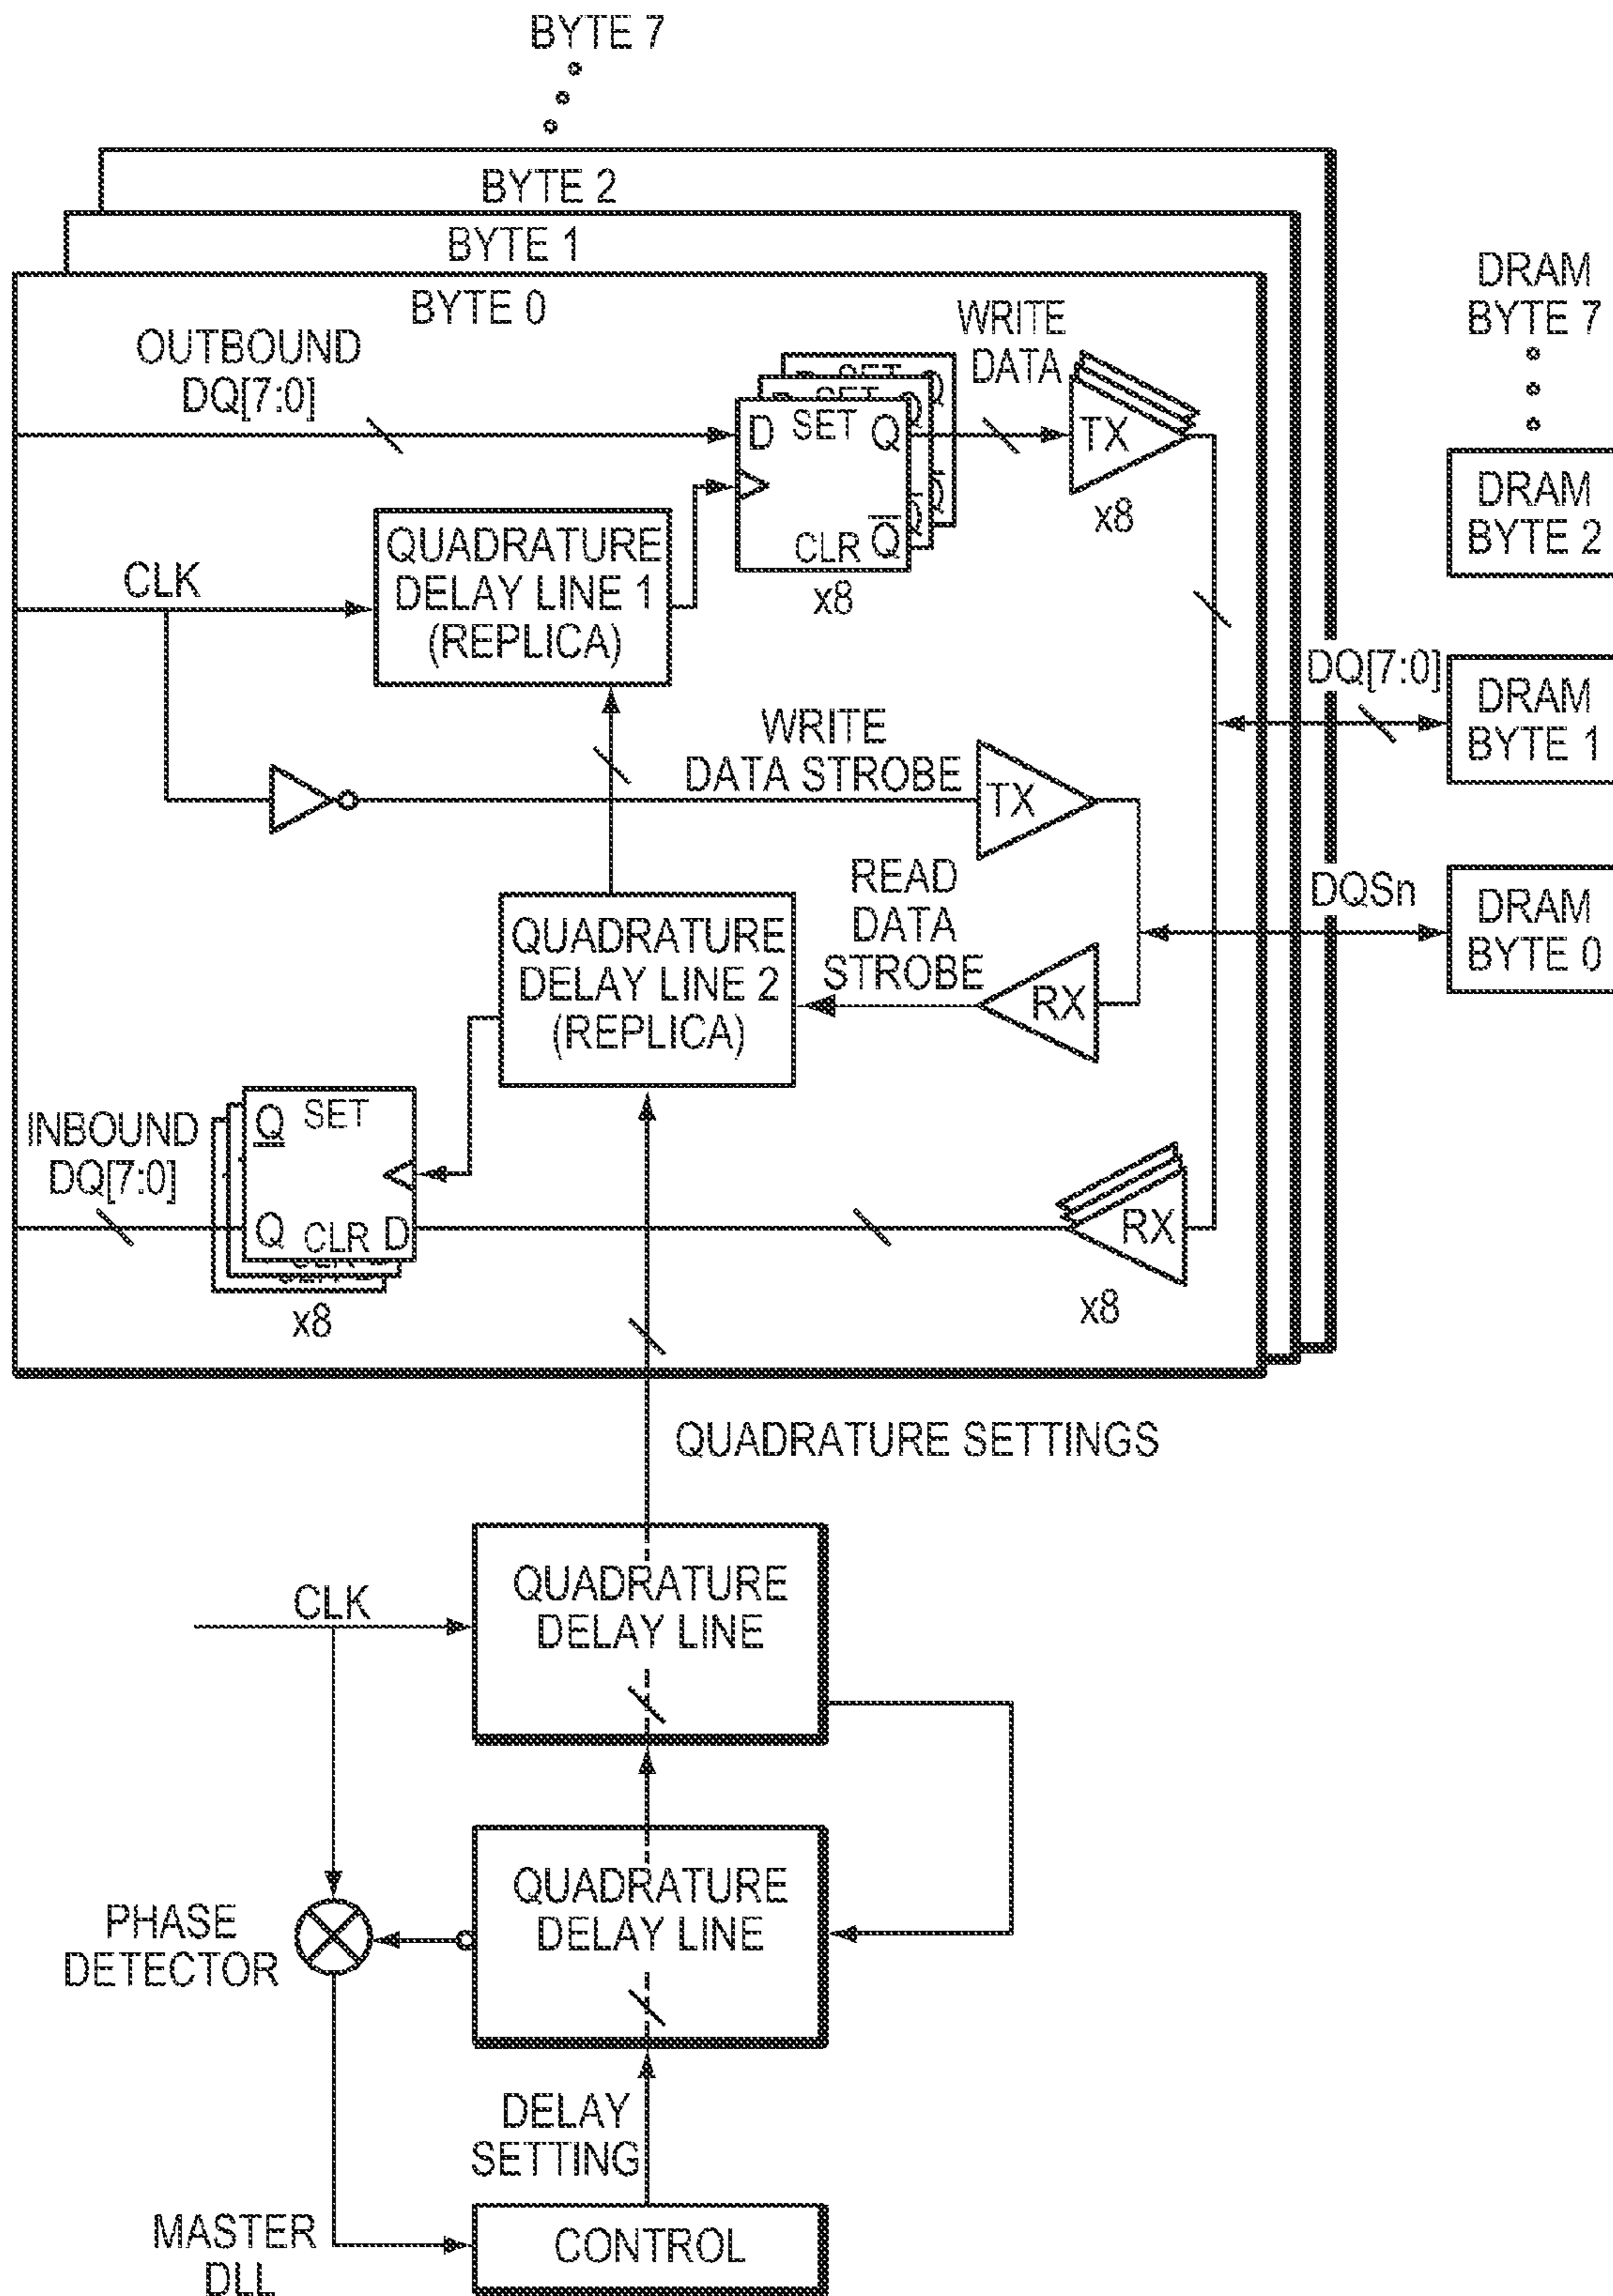 BYTE 7
BYTE 2
BYTE 1
BYTE 0
OUTBOUND
DQ[7:0]
D SET Q
CLR Q
x8
WRITE
DATA
TX
x8
CLK
QUADRATURE
DELAY LINE 1
(REPLICA)
WRITE
DATA STROBE
TX
READ
DATA
STROBE
RX
QUADRATURE
DELAY LINE 2
(REPLICA)
INBOUND
DQ[7:0]
Q SET
Q CLR D
x8
RX
x8
DRAM
BYTE 7
DRAM
BYTE 2
DQ[7:0]
DRAM
BYTE 1
DQSn
DRAM
BYTE 0
QUADRATURE SETTINGS
CLK
QUADRATURE
DELAY LINE
QUADRATURE
DELAY LINE
PHASE
DETECTOR
DELAY
SETTING
MASTER
DLL
CONTROL